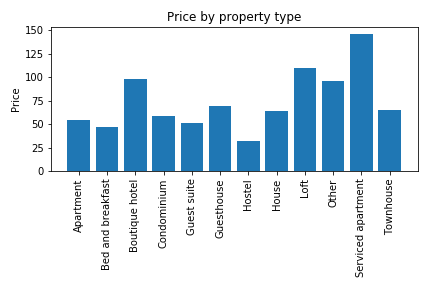 Price by property type
Price
150
125
100
75
50
25
0
Apartment
Bed and breakfast
Boutique hotel
Condominium
Guest suite
Guesthouse
Hostel
House
Loft
Other
Serviced apartment
Townhouse